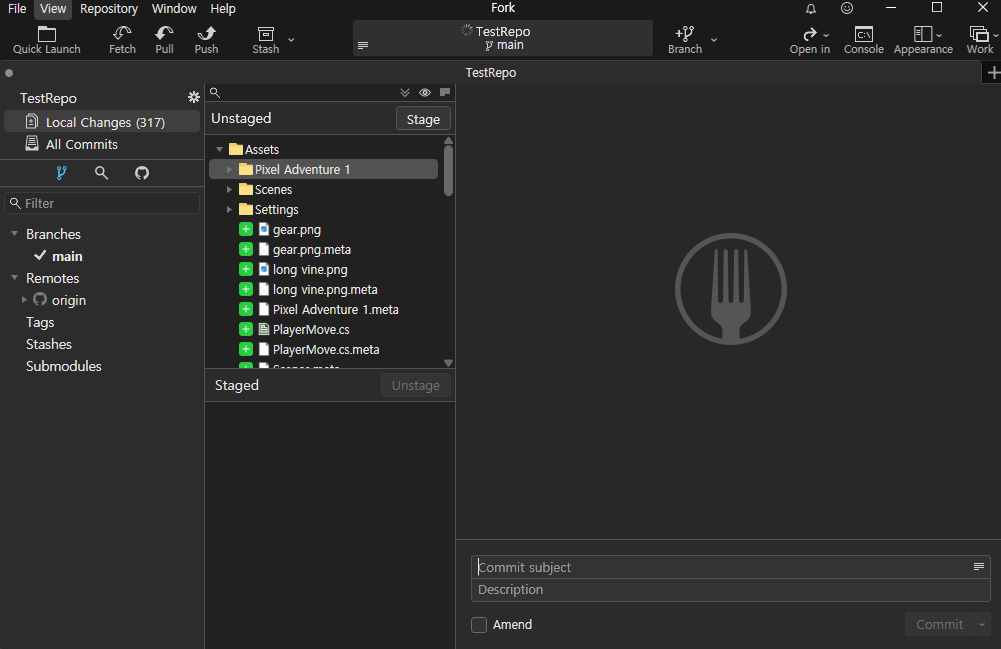 File View Repository Window Help Fork
Quick Launch Fetch Pull Push Stash TestRepo Branch Open in Console Appearance Work
main
TestRepo
TestRepo
Local Changes (317)
All Commits
Filter
Branches
main
Remotes
origin
Tags
Stashes
Submodules
Unstaged Stage
Assets
Pixel Adventure 1
Scenes
Settings
gear.png
gear.png.meta
long vine.png
long vine.png.meta
Pixel Adventure 1.meta
PlayerMove.cs
PlayerMove.cs.meta
Scenes.meta
Staged Unstage
Commit subject
Description
Amend Commit